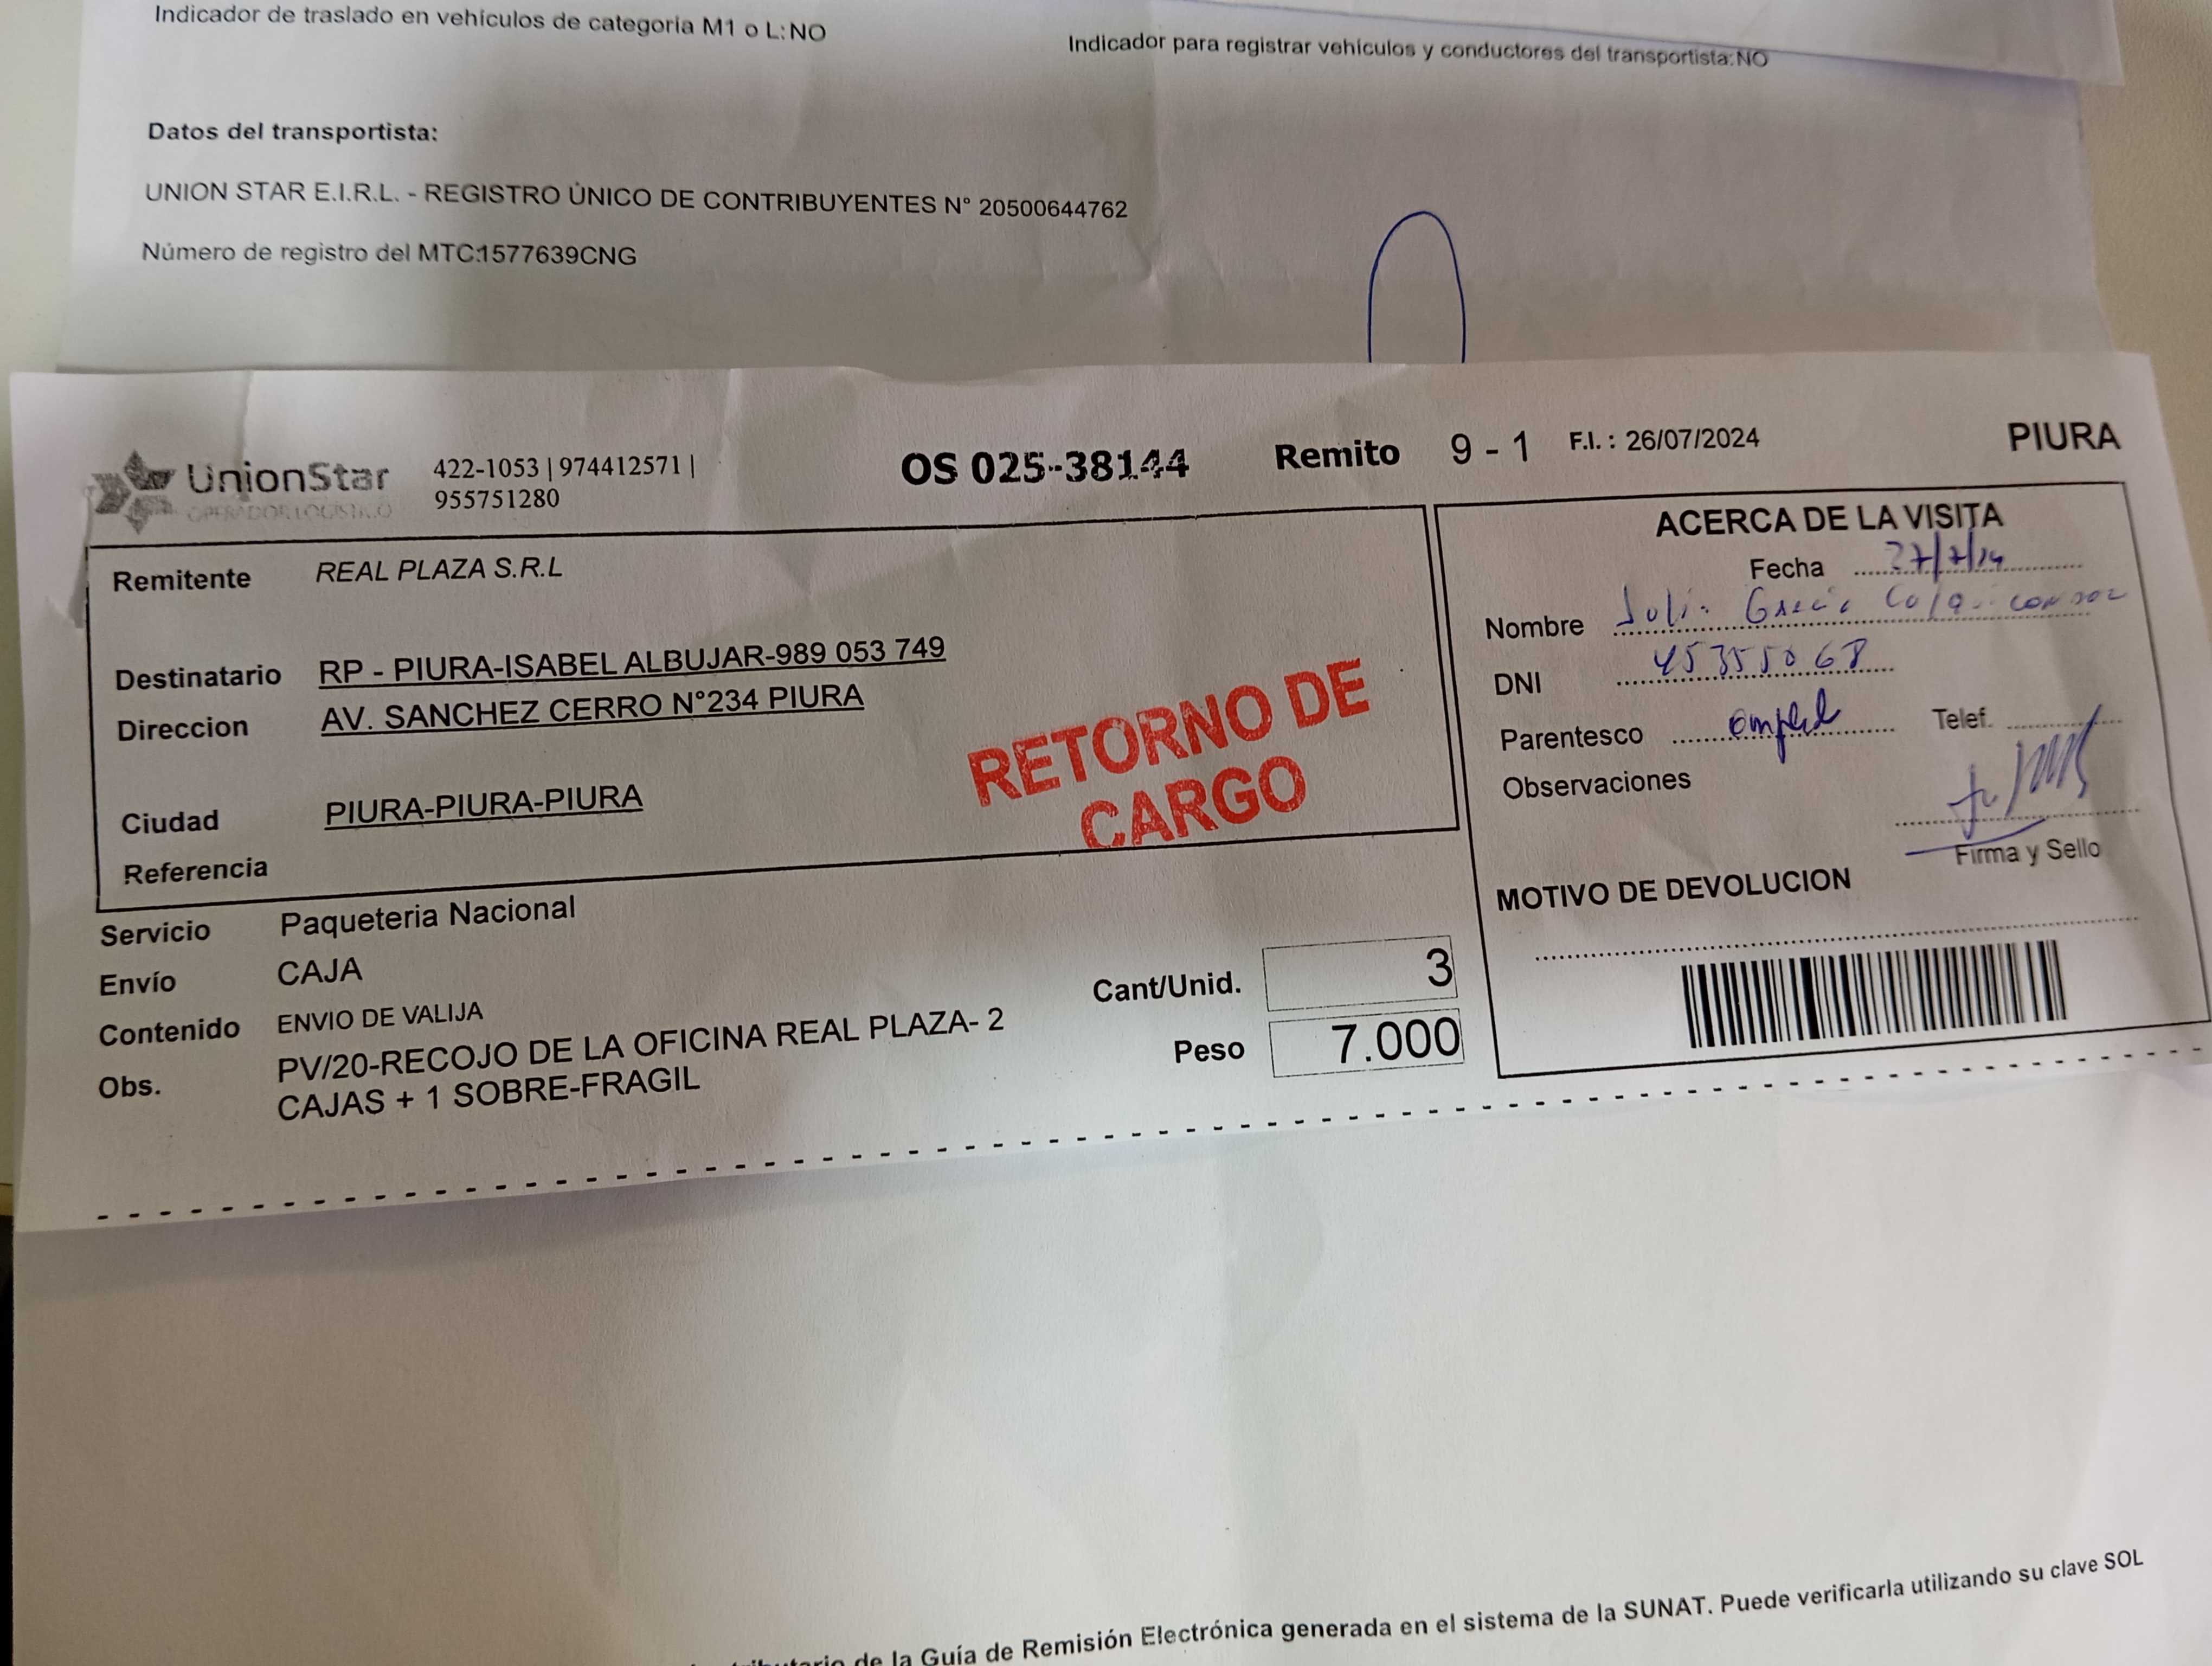 Indicador de traslado en vehículos de categoría M1 o L:NO
Indicador para registrar vehículos y conductores del transportista:NO
Datos del transportista:
UNION STAR E.I.R.L. - REGISTRO ÚNICO DE CONTRIBUYENTES N° 20500644762
Número de registro del MTC:1577639CNG
UnionStar
OPERADOR LOGISTICO
422-1053 | 974412571 |
955751280
OS 025-38144
Remito 9 - 1
F.I. : 26/07/2024
PIURA
Remitente REAL PLAZA S.R.L
Destinatario RP - PIURA-ISABEL ALBUJAR-989 053 749
Direccion AV. SANCHEZ CERRO N°234 PIURA
Ciudad PIURA-PIURA-PIURA
Referencia
RETORNO DE
CARGO
Servicio Paqueteria Nacional
Envío CAJA
Contenido ENVIO DE VALIJA
Obs. PV/20-RECOJO DE LA OFICINA REAL PLAZA- 2
CAJAS + 1 SOBRE-FRAGIL
Cant/Unid. 3
Peso 7.000
ACERCA DE LA VISITA
Fecha
Nombre
DNI 45355068
Parentesco
Telef.
Observaciones
Firma y Sello
MOTIVO DE DEVOLUCION
de la Guía de Remisión Electrónica generada en el sistema de la SUNAT. Puede verificarla utilizando su clave SOL